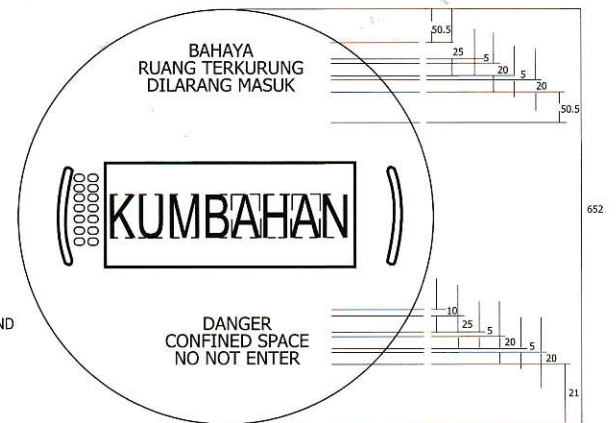 BAHAYA
RUANG TERKURUNG
DILARANG MASUK
50.5
25
5
20
5
20
50.5
KUMBAHAN
652
ND
DANGER
CONFINED SPACE
NO NOT ENTER
10
25
5
20
5
20
21